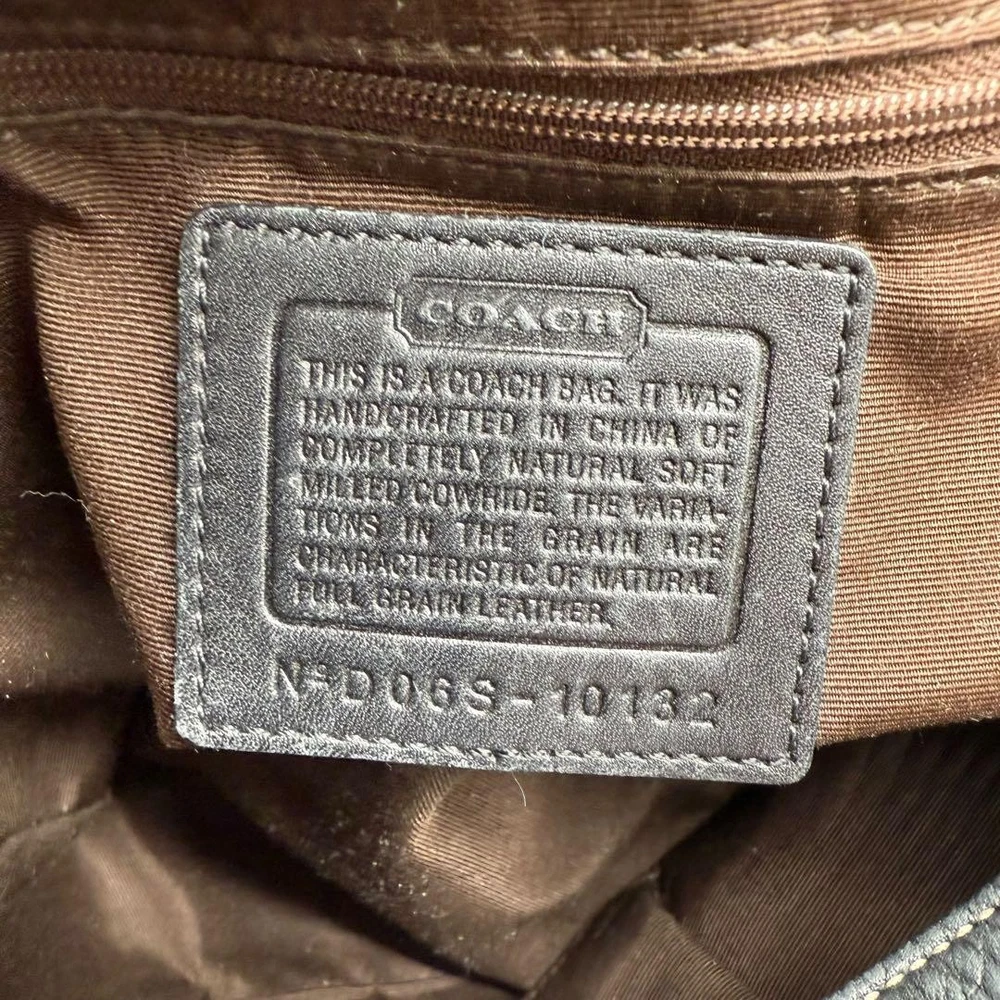 COACH
THIS IS A COACH BAG. IT WAS
HANDCRAFTED IN CHINA OF
COMPLETELY NATURAL SOFT
MILLED COWHIDE. THE VARIA-
TIONS IN THE GRAIN ARE
CHARACTERISTIC OF NATURAL
FULL GRAIN LEATHER.
Nº D06S-10132